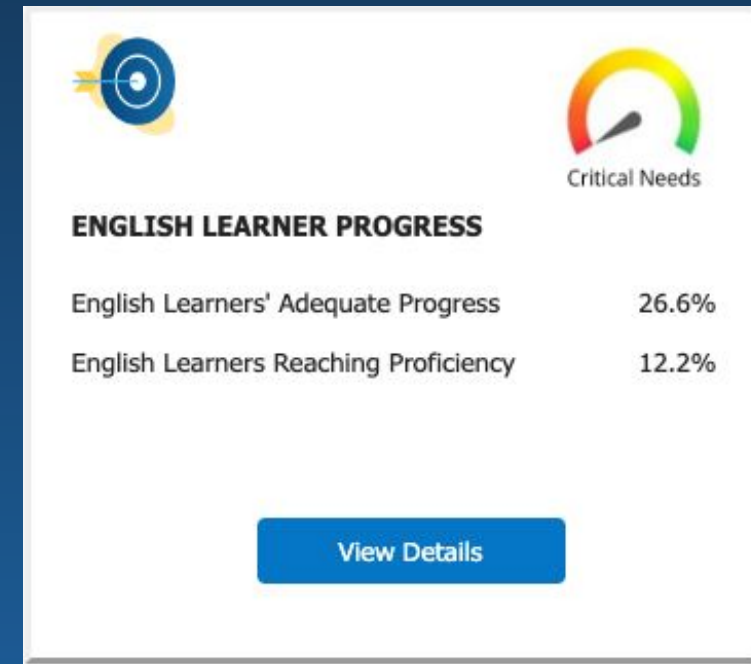 Critical Needs
ENGLISH LEARNER PROGRESS
English Learners' Adequate Progress 26.6%
English Learners Reaching Proficiency 12.2%
View Details